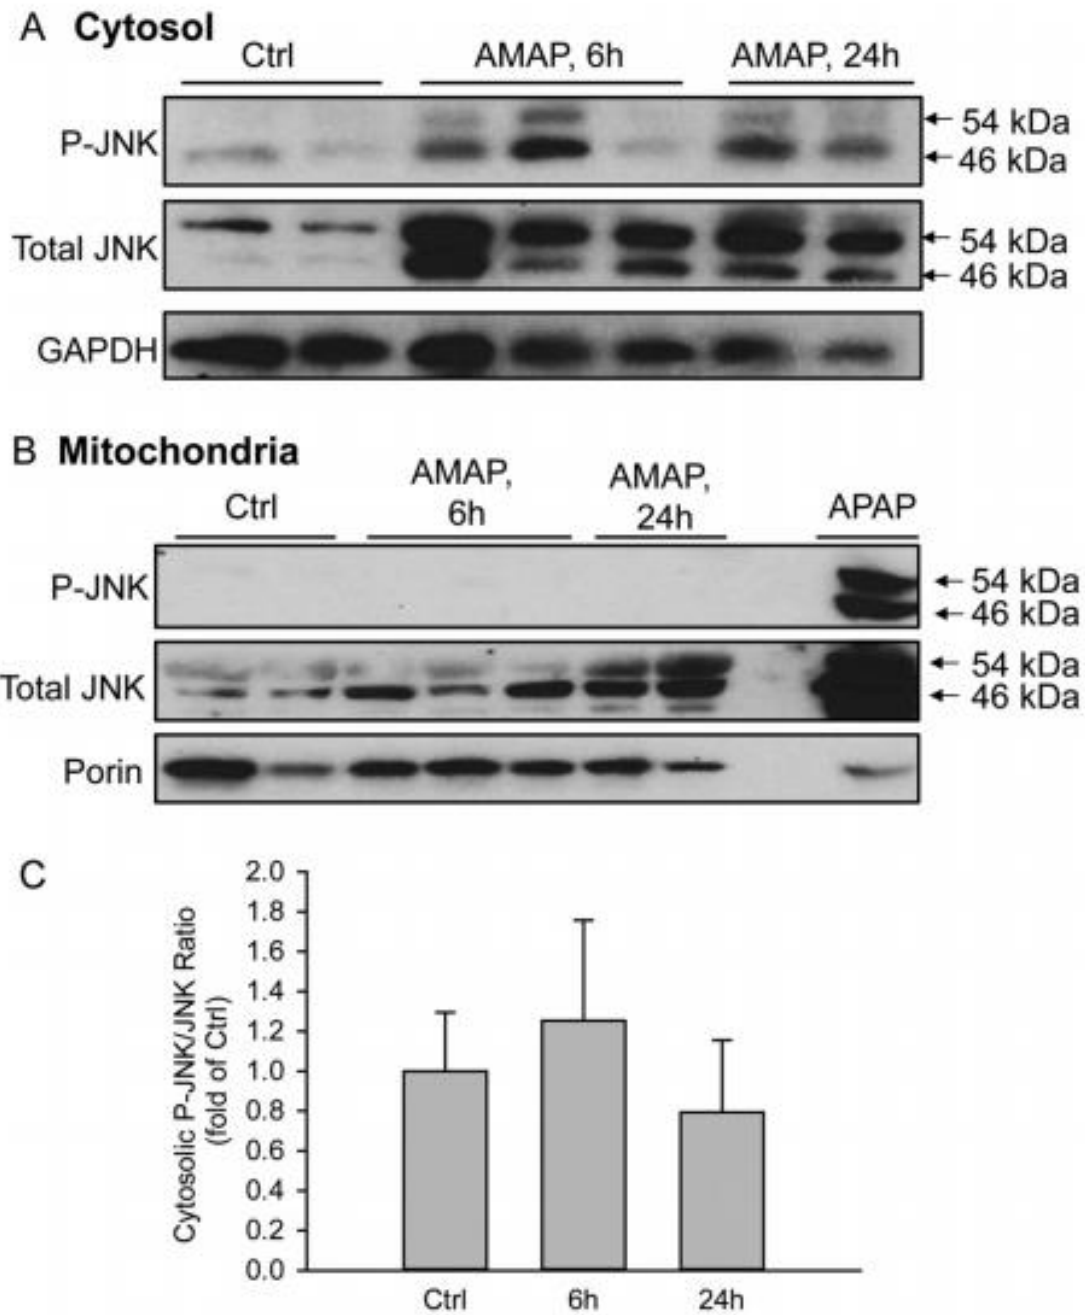 A Cytosol
Ctrl AMAP, 6h AMAP, 24h
P-JNK
54 kDa
46 kDa
Total JNK
54 kDa
46 kDa
GAPDH
B Mitochondria
Ctrl
AMAP,
6h
AMAP,
24h
APAP
P-JNK
54 kDa
46 kDa
Total JNK
54 kDa
46 kDa
Porin
C
Cytosolic P-JNK/JNK Ratio
(fold of Ctrl)
2.0
1.8
1.6
1.4
1.2
1.0
0.8
0.6
0.4
0.2
0.0
Ctrl 6h 24h